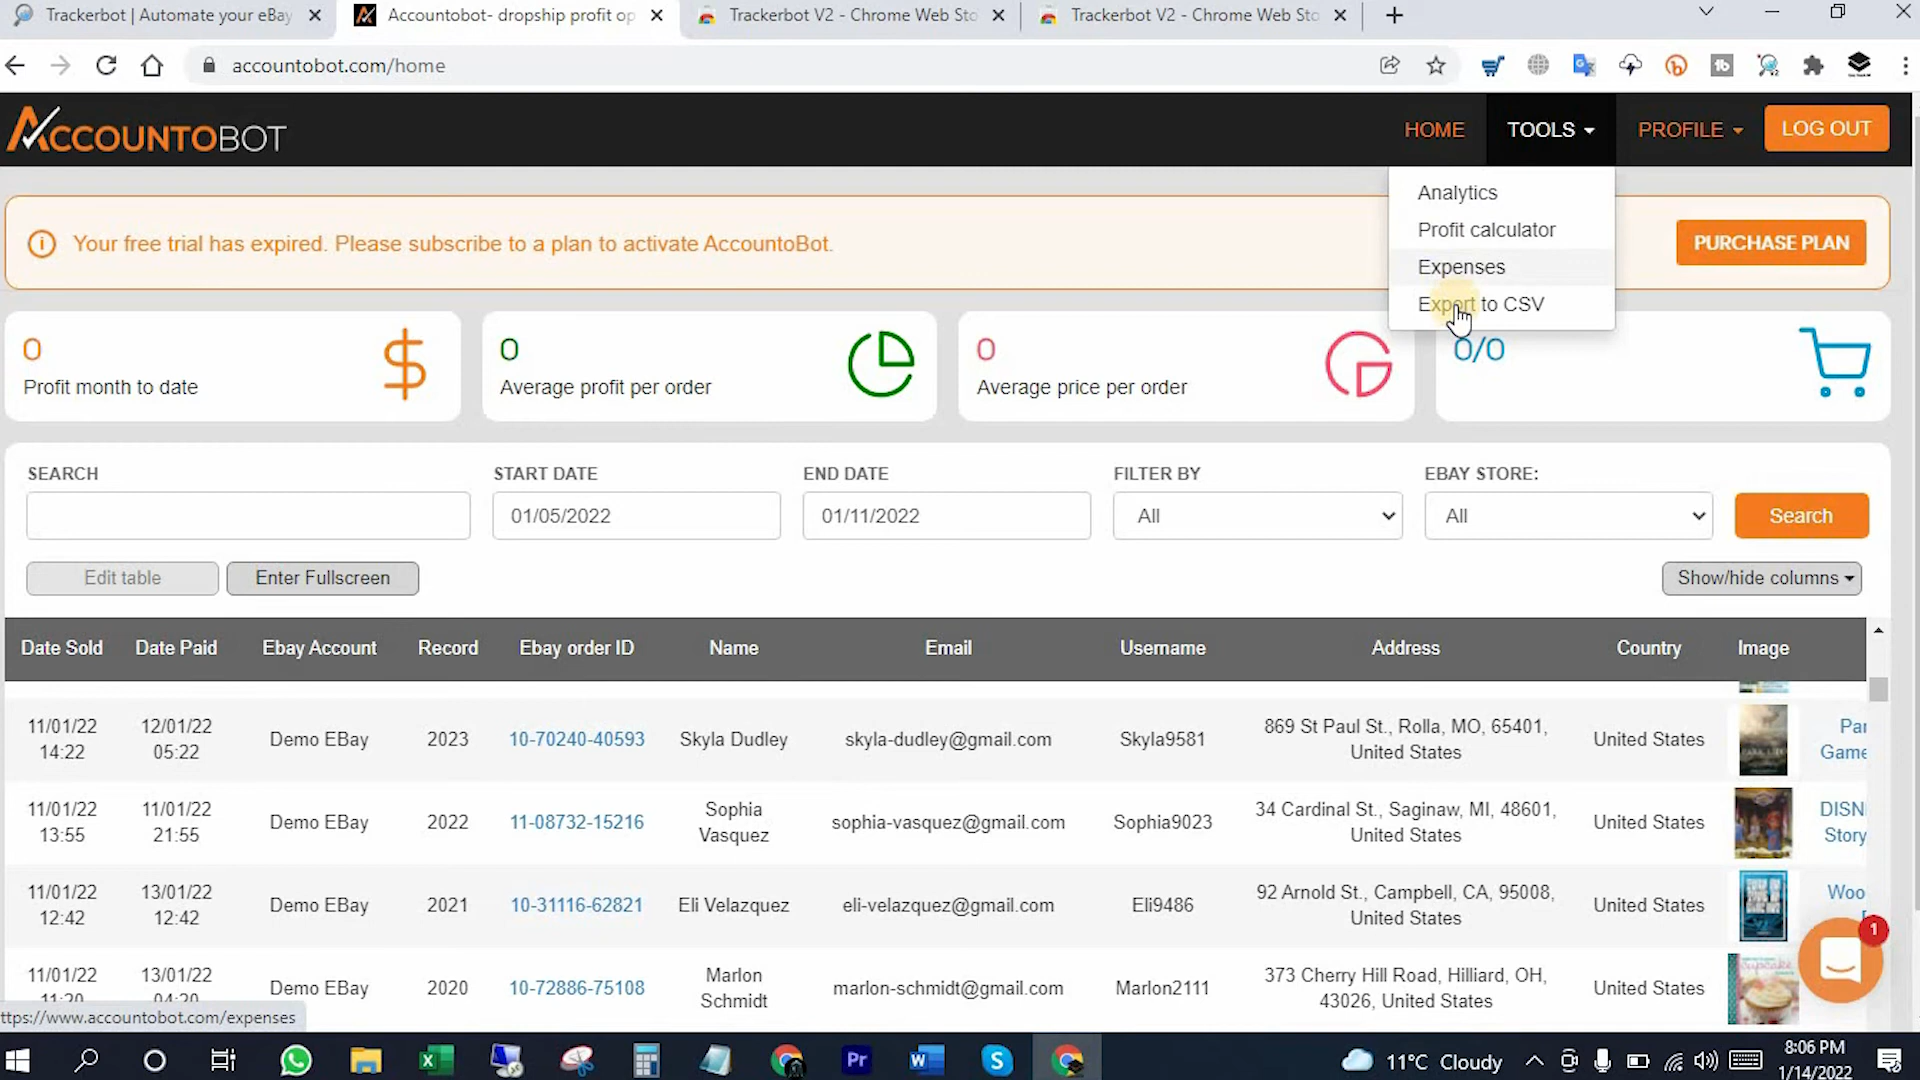 Trackerbot | Automate your eBay
Accountobot- dropship profit op
Trackerbot V2 - Chrome Web Sto
Trackerbot V2 - Chrome Web Sto
accountobot.com/home
ACCOUNTOBOT
HOME
TOOLS
PROFILE
LOG OUT
Analytics
Profit calculator
Expenses
Export to CSV
Your free trial has expired. Please subscribe to a plan to activate AccountoBot.
PURCHASE PLAN
0
Profit month to date
0
Average profit per order
0
Average price per order
0/0
SEARCH
START DATE
END DATE
FILTER BY
EBAY STORE:
01/05/2022
01/11/2022
All
All
Search
Edit table
Enter Fullscreen
Show/hide columns
Date Sold Date Paid Ebay Account Record Ebay order ID Name Email Username Address Country Image
11/01/22 14:22 12/01/22 05:22 Demo EBay 2023 10-70240-40593 Skyla Dudley skyla-dudley@gmail.com Skyla9581 869 St Paul St., Rolla, MO, 65401, United States United States Par Game
11/01/22 13:55 11/01/22 21:55 Demo EBay 2022 11-08732-15216 Sophia Vasquez sophia-vasquez@gmail.com Sophia9023 34 Cardinal St., Saginaw, MI, 48601, United States United States DISN Story
11/01/22 12:42 13/01/22 12:42 Demo EBay 2021 10-31116-62821 Eli Velazquez eli-velazquez@gmail.com Eli9486 92 Arnold St., Campbell, CA, 95008, United States United States Woo
11/01/22 11:20 13/01/22 04:20 Demo EBay 2020 10-72886-75108 Marlon Schmidt marlon-schmidt@gmail.com Marlon2111 373 Cherry Hill Road, Hilliard, OH, 43026, United States United States
1
ttps://www.accountobot.com/expenses
11°C Cloudy
8:06 PM
1/14/2022